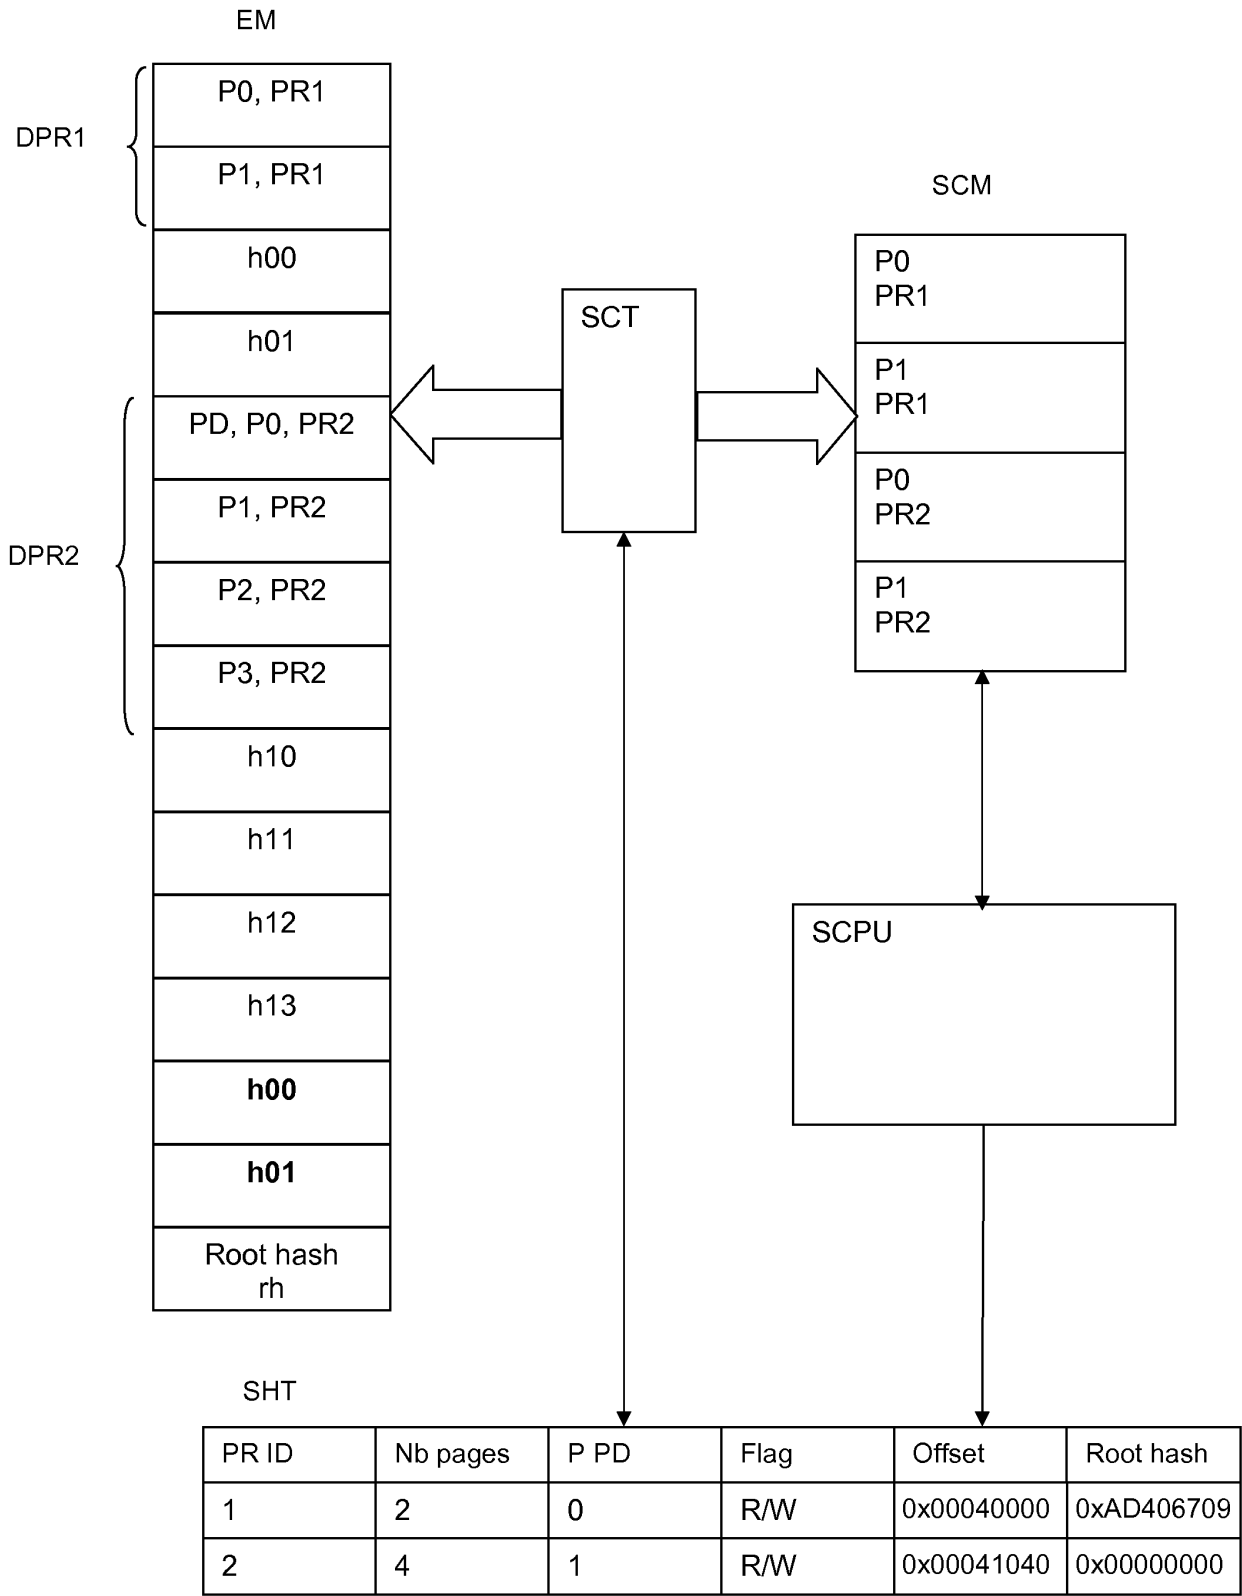 EM
P0, PR1
DPR1
P1, PR1
h00
h01
PD, P0, PR2
P1, PR2
DPR2
P2, PR2
P3, PR2
h10
h11
h12
h13
h00
h01
Root hash
rh
SCT
SCM
P0
PR1
P1
PR1
P0
PR2
P1
PR2
SCPU
SHT
PR ID Nb pages P PD Flag Offset Root hash
1 2 0 R/W 0x00040000 0xAD406709
2 4 1 R/W 0x00041040 0x00000000